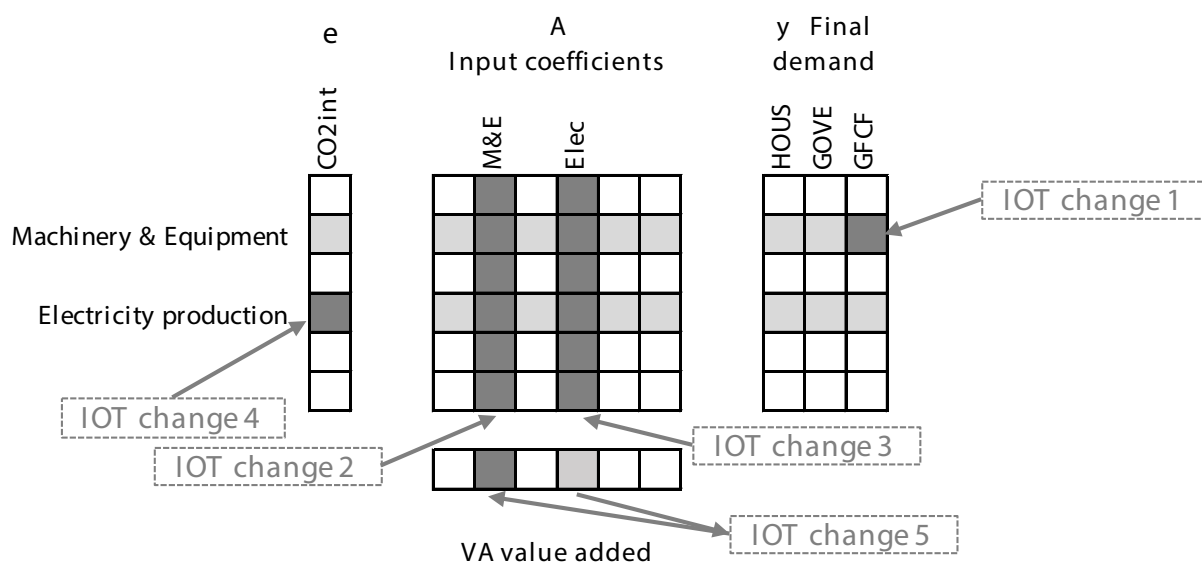 e
A
Input coefficients
y Final
demand
CO2int
M&E
Elec
HOUS
GOVE
GFCF
IOT change 1
Machinery & Equipment
Electricity production
IOT change 4
IOT change 2
IOT change 3
IOT change 5
VA value added